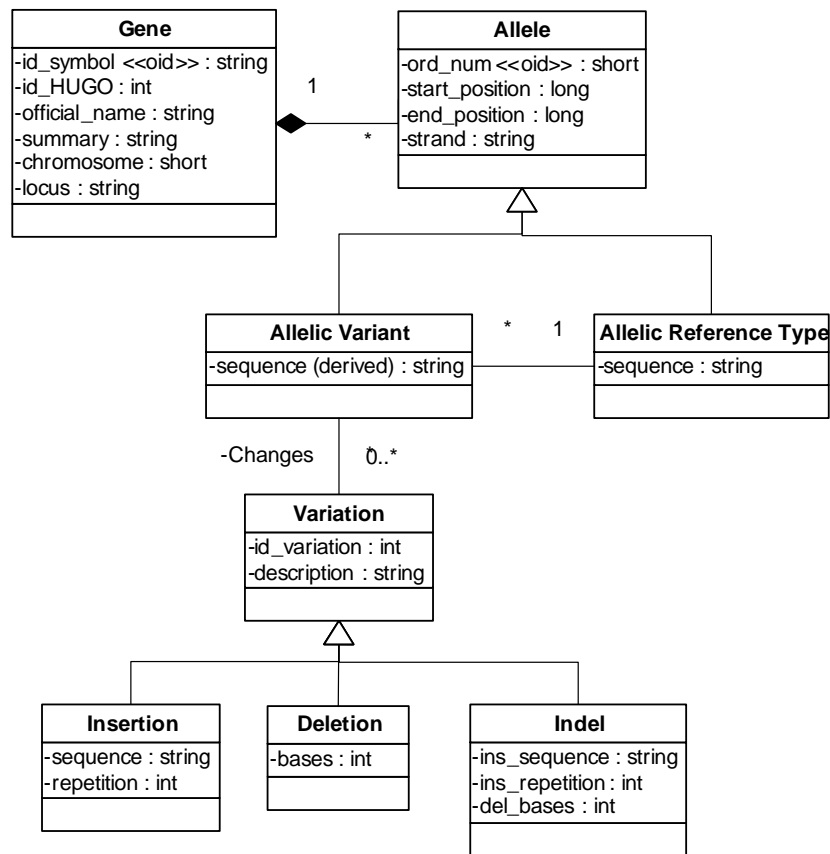 Gene
-id_symbol <<oid>> : string
-id_HUGO : int
-official_name : string
-summary : string
-chromosome : short
-locus : string
1
*
Allele
-ord_num <<oid>> : short
-start_position : long
-end_position : long
-strand : string
Allelic Variant
-sequence (derived) : string
*
1
Allelic Reference Type
-sequence : string
-Changes
*
0..*
Variation
-id_variation : int
-description : string
Insertion
-sequence : string
-repetition : int
Deletion
-bases : int
Indel
-ins_sequence : string
-ins_repetition : int
-del_bases : int